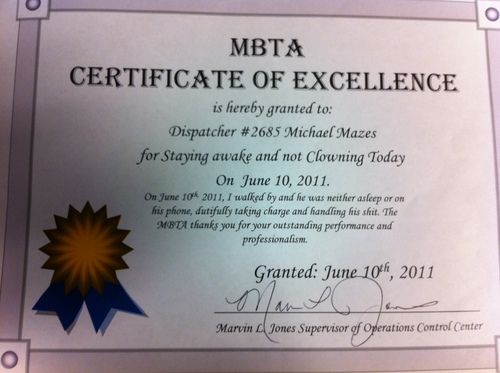 MBTA
CERTIFICATE OF EXCELLENCE
is hereby granted to:
Dispatcher #2685 Michael Mazes
for Staying awake and not Clowning Today
On June 10, 2011.
On June 10th, 2011, I walked by and he was neither asleep or on
his phone, dutifully taking charge and handling his shit. The
MBTA thanks you for your outstanding performance and
professionalism.
Granted: June 10th, 2011
Marvin L Jones
Marvin L. Jones Supervisor of Operations Control Center